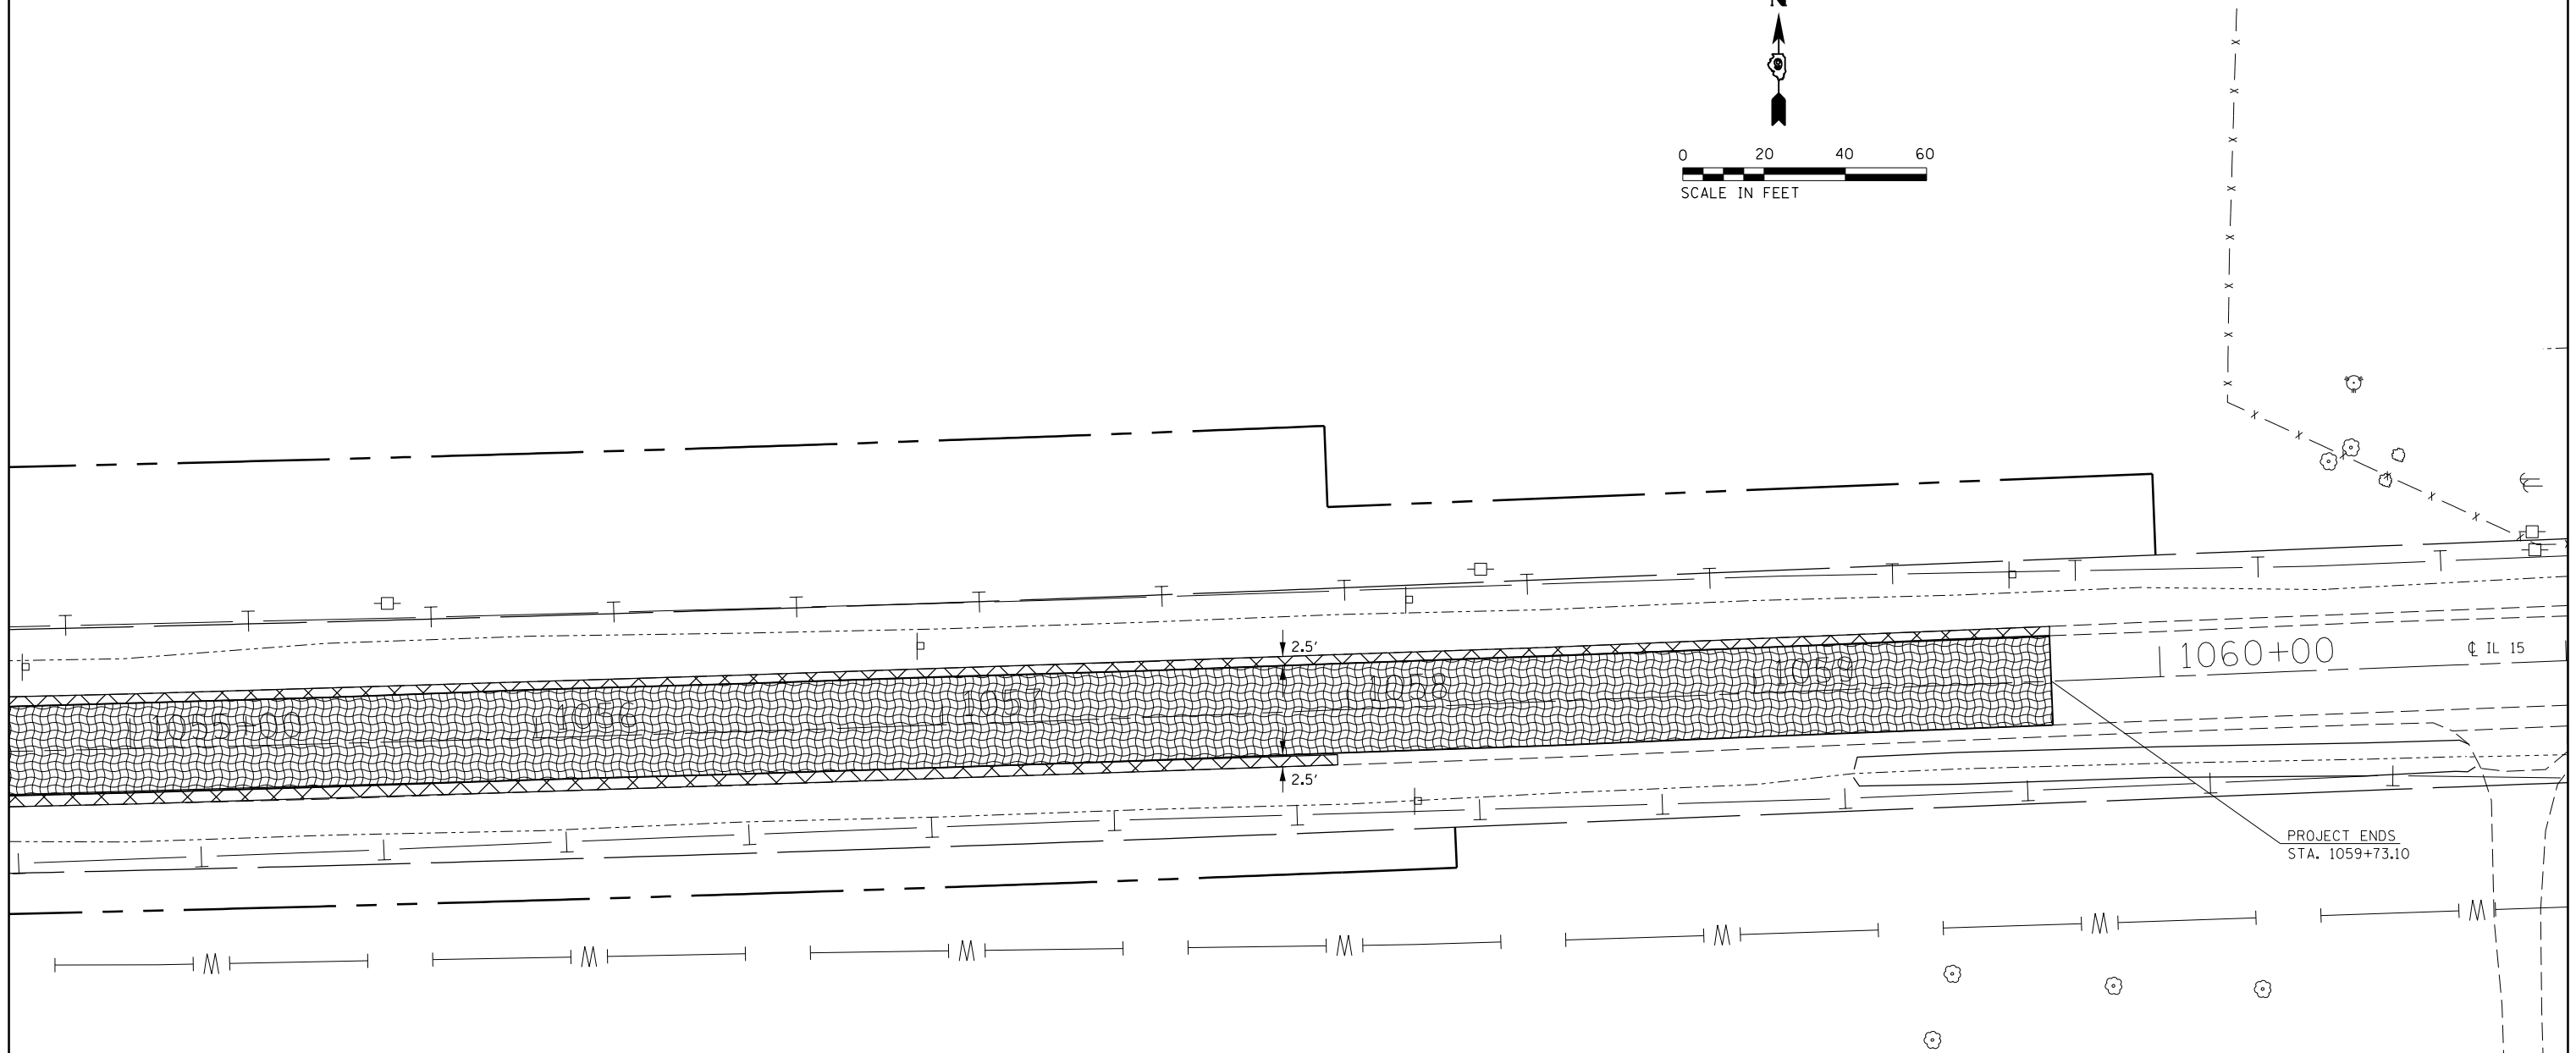 N
0 20 40 60
SCALE IN FEET
2.5'
1060+00
℄ IL 15
1055+00
1056
1057
1058
1059
2.5'
PROJECT ENDS
STA. 1059+73.10
M M M M M M M